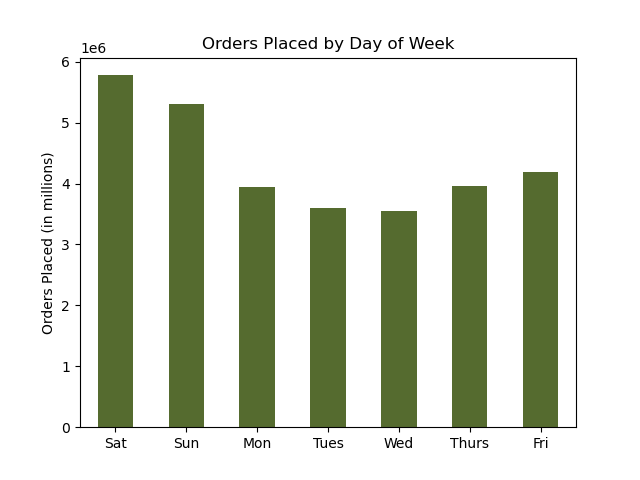 Orders Placed by Day of Week
1e6
6
5
4
3
2
1
0
Orders Placed (in millions)
Sat Sun Mon Tues Wed Thurs Fri